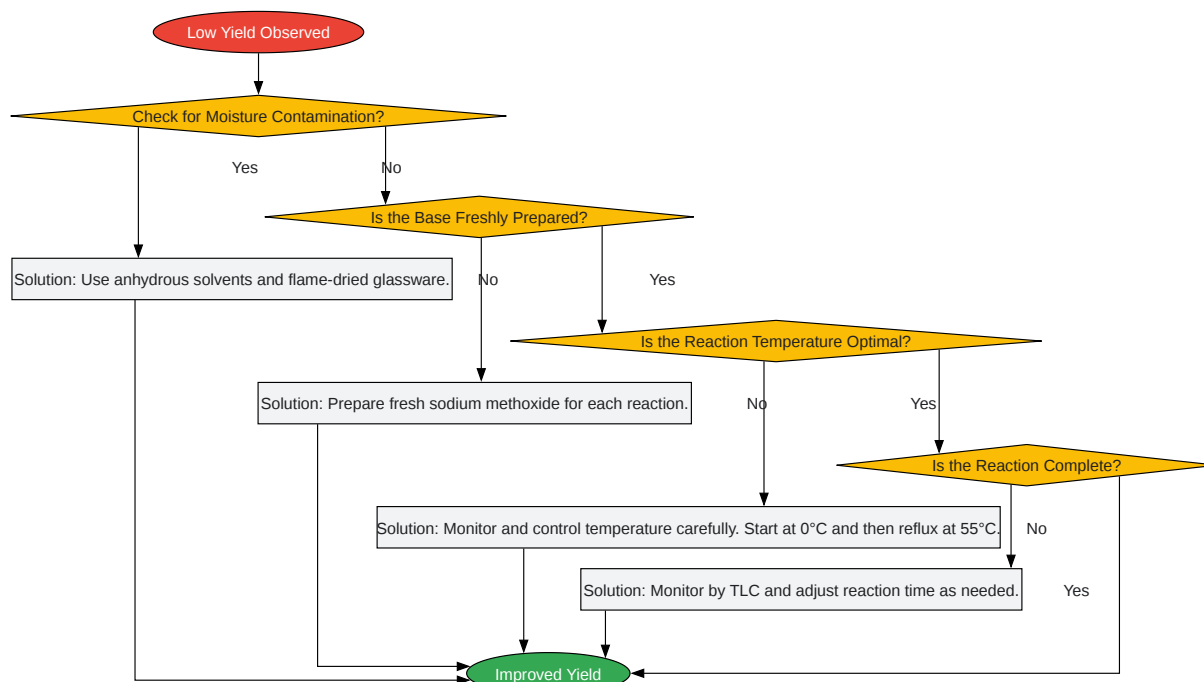 Low Yield Observed
Check for Moisture Contamination?
Yes
No
Is the Base Freshly Prepared?
Solution: Use anhydrous solvents and flame-dried glassware.
No
Yes
Is the Reaction Temperature Optimal?
Solution: Prepare fresh sodium methoxide for each reaction.
No
Yes
Is the Reaction Complete?
Solution: Monitor and control temperature carefully. Start at 0°C and then reflux at 55°C.
No
Solution: Monitor by TLC and adjust reaction time as needed.
Yes
Improved Yield